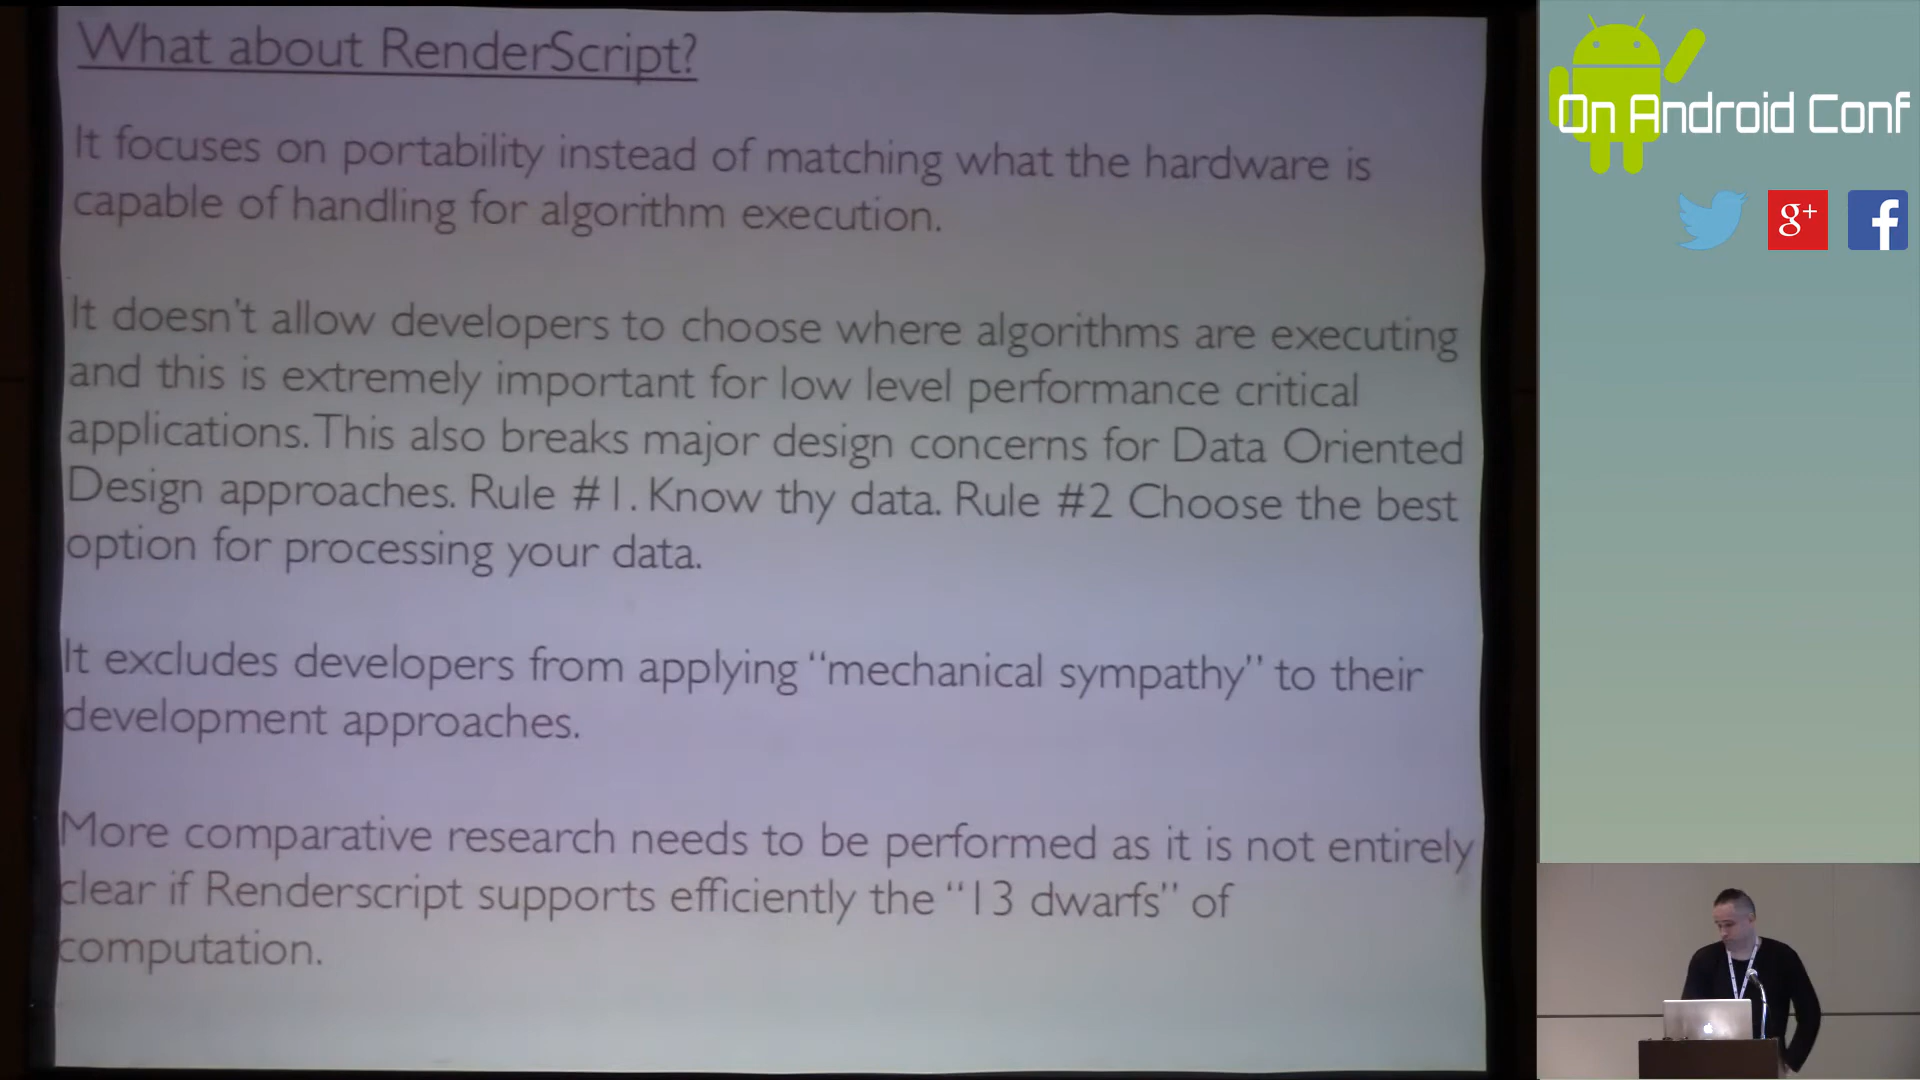 What about RenderScript?
It focuses on portability instead of matching what the hardware is
capable of handling for algorithm execution.
It doesn't allow developers to choose where algorithms are executing
and this is extremely important for low level performance critical
applications. This also breaks major design concerns for Data Oriented
Design approaches. Rule #1. Know thy data. Rule #2 Choose the best
option for processing your data.
It excludes developers from applying “mechanical sympathy” to their
development approaches.
More comparative research needs to be performed as it is not entirely
clear if Renderscript supports efficiently the “13 dwarfs” of
computation.
On Android Conf
g+
f